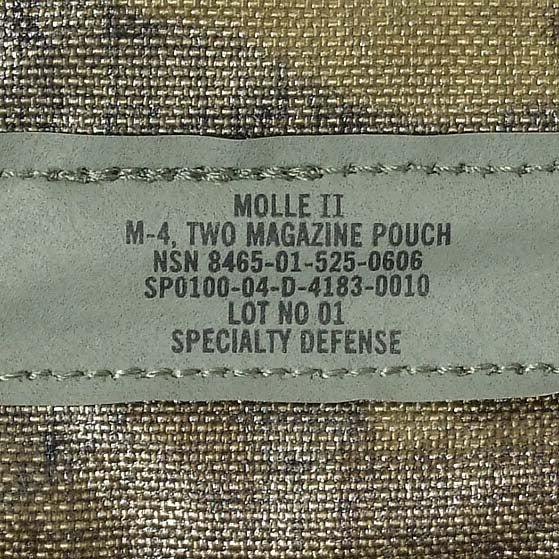 MOLLE II
M-4, TWO MAGAZINE POUCH
NSN 8465-01-525-0606
SP0100-04-D-4183-0010
LOT NO 01
SPECIALTY DEFENSE